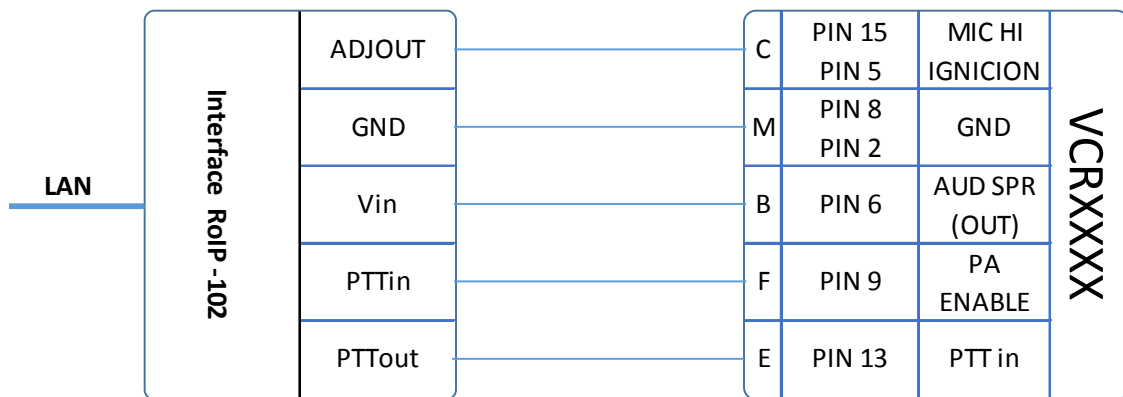 LAN
Interface RoIP -102
ADJOUT
GND
Vin
PTTin
PTTout
C
PIN 15
PIN 5
MIC HI
IGNICION
M
PIN 8
PIN 2
GND
B
PIN 6
AUD SPR
(OUT)
F
PIN 9
PA
ENABLE
E
PIN 13
PTT in
VCRXXXX